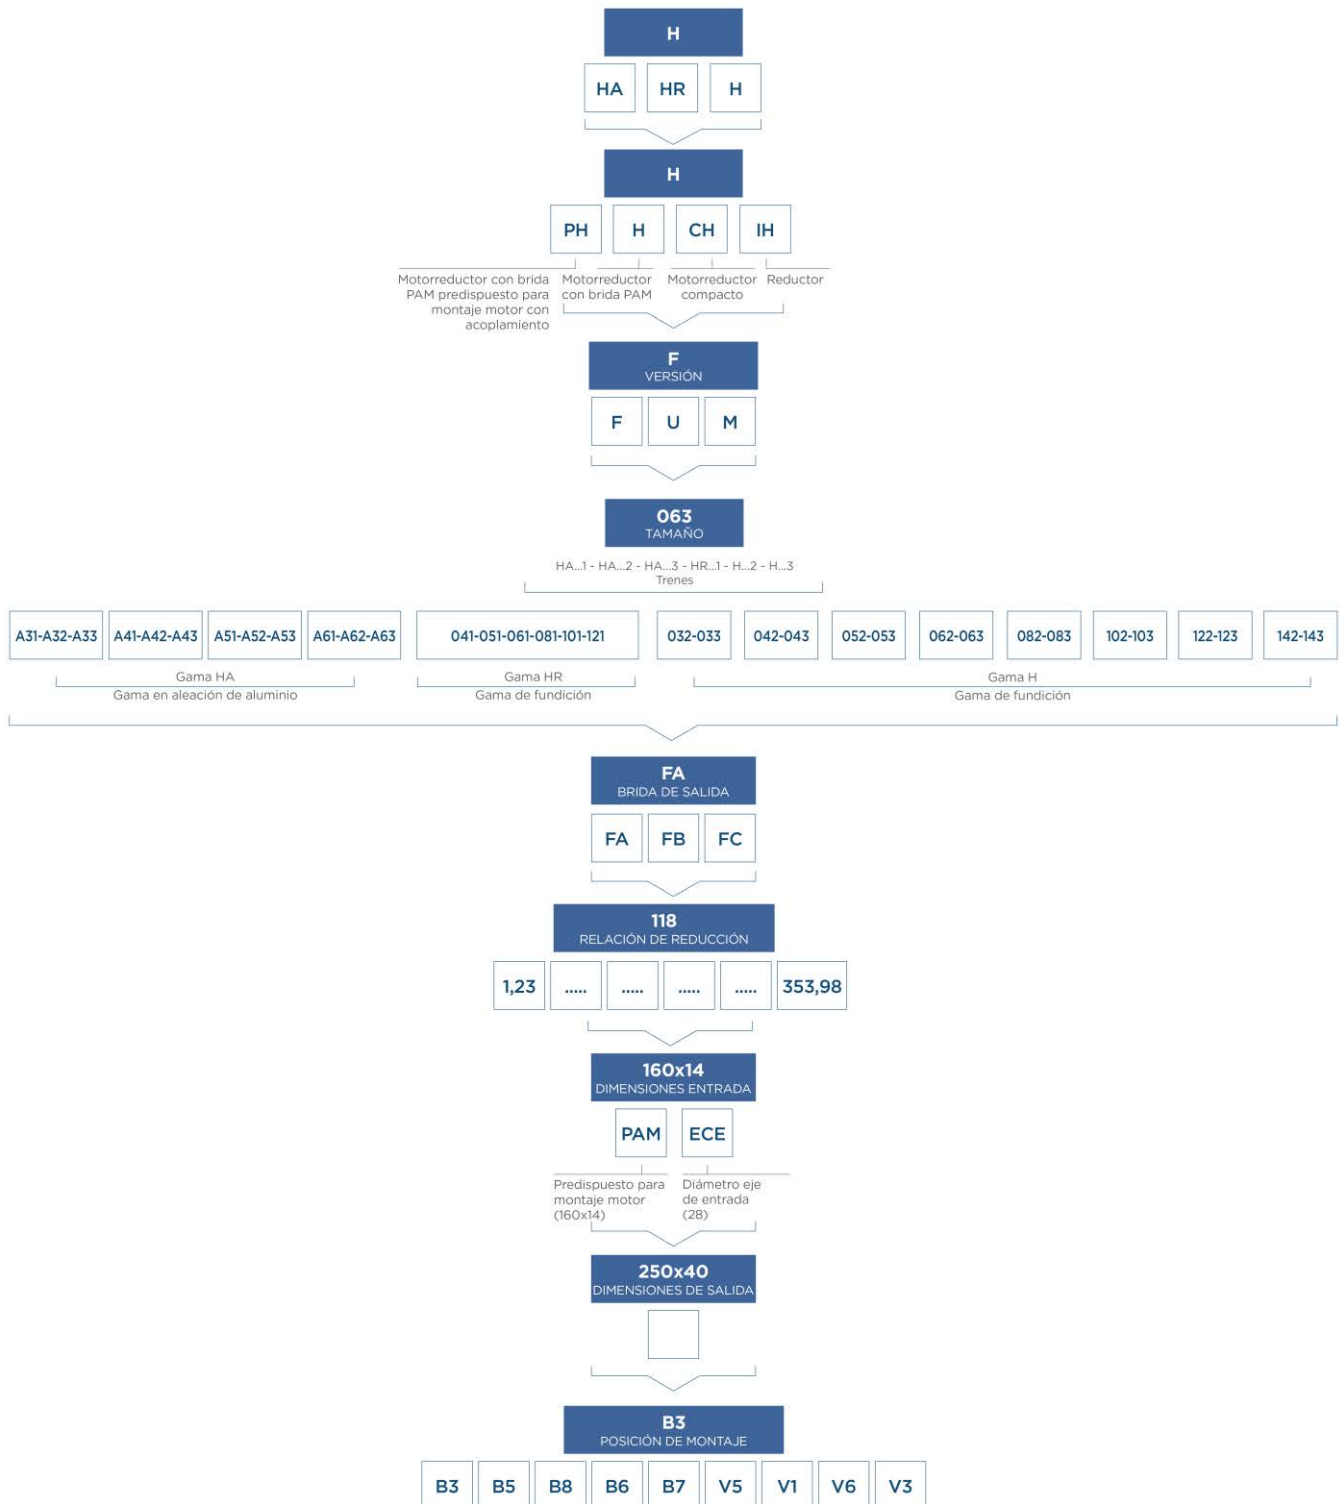 H
HA HR H
H
PH H CH IH
Motorreductor con brida
PAM predispuesto para
montaje motor con
acoplamiento
Motorreductor
con brida PAM
Motorreductor
compacto
Reductor
F
VERSIÓN
F U M
063
TAMAÑO
HA...1 - HA...2 - HA...3 - HR...1 - H...2 - H...3
Trenes
A31-A32-A33 A41-A42-A43 A51-A52-A53 A61-A62-A63 041-051-061-081-101-121 032-033 042-043 052-053 062-063 082-083 102-103 122-123 142-143
Gama HA
Gama en aleación de aluminio
Gama HR
Gama de fundición
Gama H
Gama de fundición
FA
BRIDA DE SALIDA
FA FB FC
118
RELACIÓN DE REDUCCIÓN
1,23 ..... ..... ..... ..... 353,98
160x14
DIMENSIONES ENTRADA
PAM ECE
Predispuesto para
montaje motor
(160x14)
Diámetro eje
de entrada
(28)
250x40
DIMENSIONES DE SALIDA
B3
POSICIÓN DE MONTAJE
B3 B5 B8 B6 B7 V5 V1 V6 V3